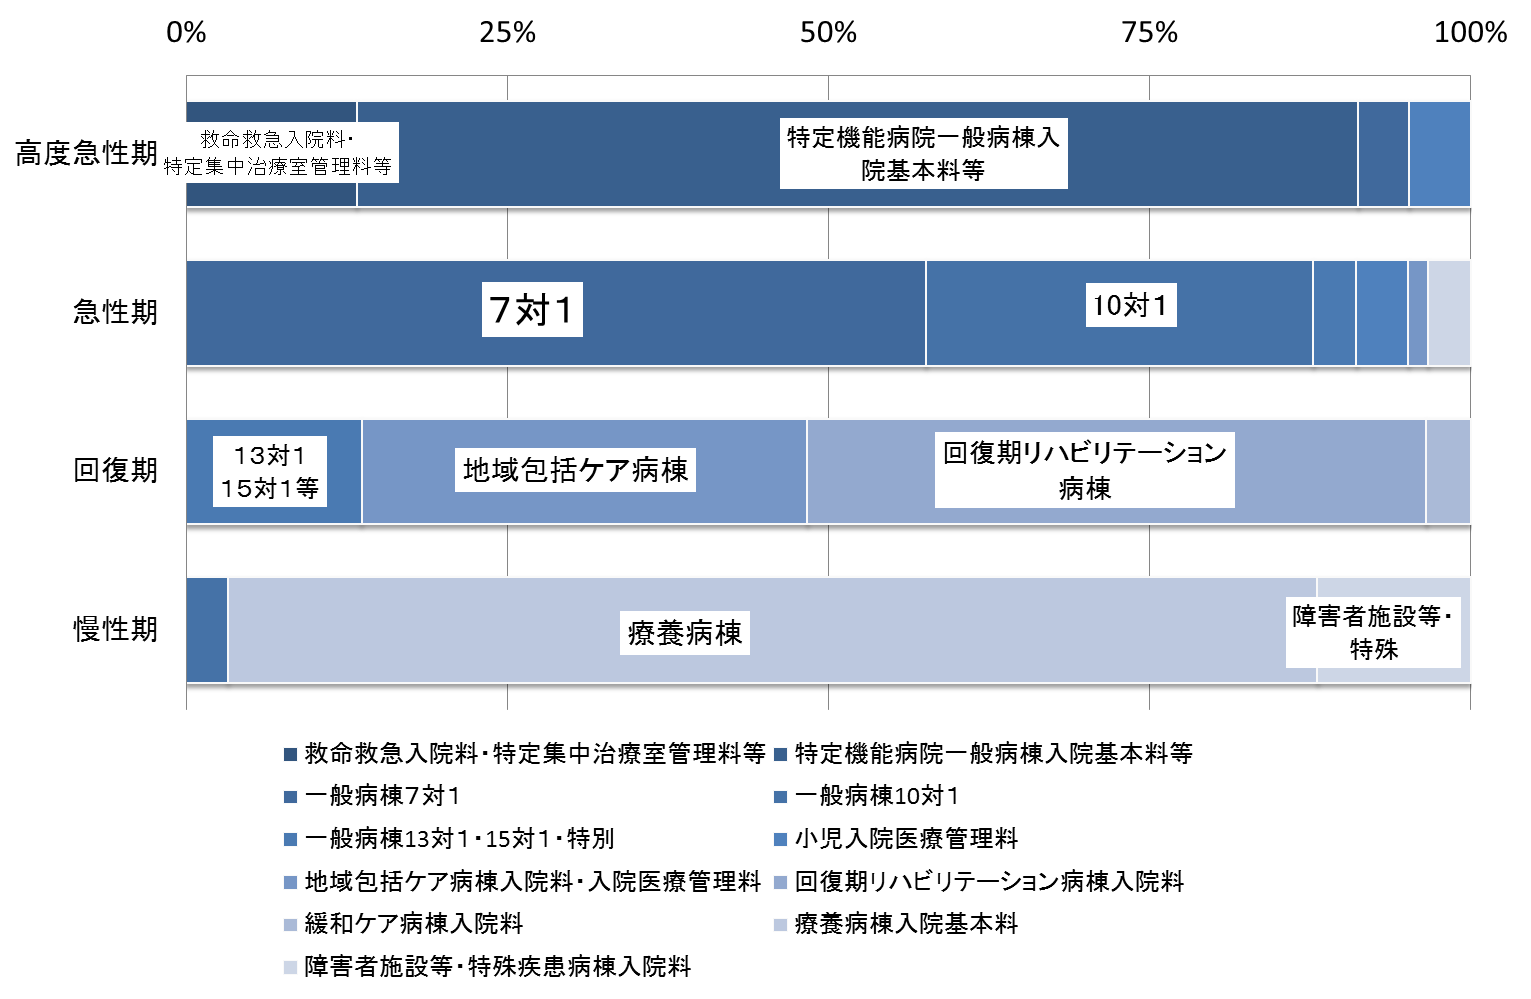 0%
25%
50%
75%
100%
高度急性期
救命救急入院料・
特定集中治療室管理料等
特定機能病院一般病棟入
院基本料等
急性期
７対１
10対１
回復期
１３対１
１５対１等
地域包括ケア病棟
回復期リハビリテーション
病棟
慢性期
療養病棟
障害者施設等・
特殊
救命救急入院料・特定集中治療室管理料等
特定機能病院一般病棟入院基本料等
一般病棟７対１
一般病棟10対１
一般病棟13対１・15対１・特別
小児入院医療管理料
地域包括ケア病棟入院料・入院医療管理料
回復期リハビリテーション病棟入院料
緩和ケア病棟入院料
療養病棟入院基本料
障害者施設等・特殊疾患病棟入院料